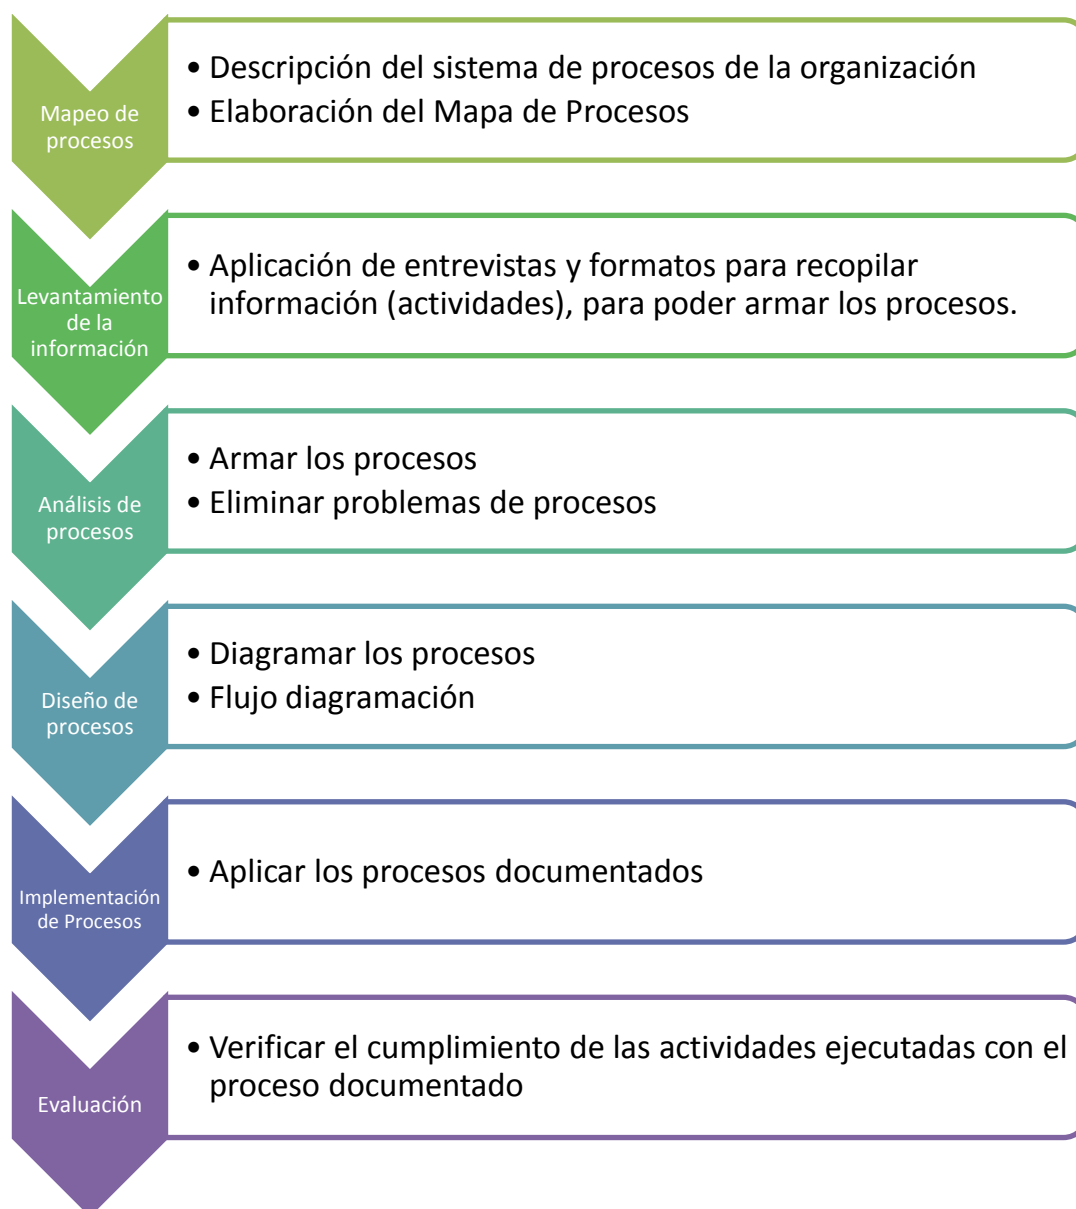 Mapeo de
procesos
• Descripción del sistema de procesos de la organización
• Elaboración del Mapa de Procesos
Levantamiento
de la
información
• Aplicación de entrevistas y formatos para recopilar
información (actividades), para poder armar los procesos.
Análisis de
procesos
• Armar los procesos
• Eliminar problemas de procesos
Diseño de
procesos
• Diagramar los procesos
• Flujo diagramación
Implementación
de Procesos
• Aplicar los procesos documentados
Evaluación
• Verificar el cumplimiento de las actividades ejecutadas con el
proceso documentado